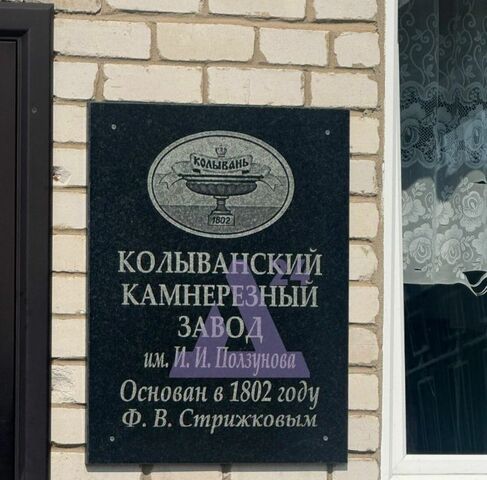 КОЛЫВАНЬ
1802
КОЛЫВАНСКИЙ
КАМНЕРЕЗНЫЙ
ЗАВОД
им. И. И. Ползунова
Основан в 1802 году
Ф. В. Стрижковым